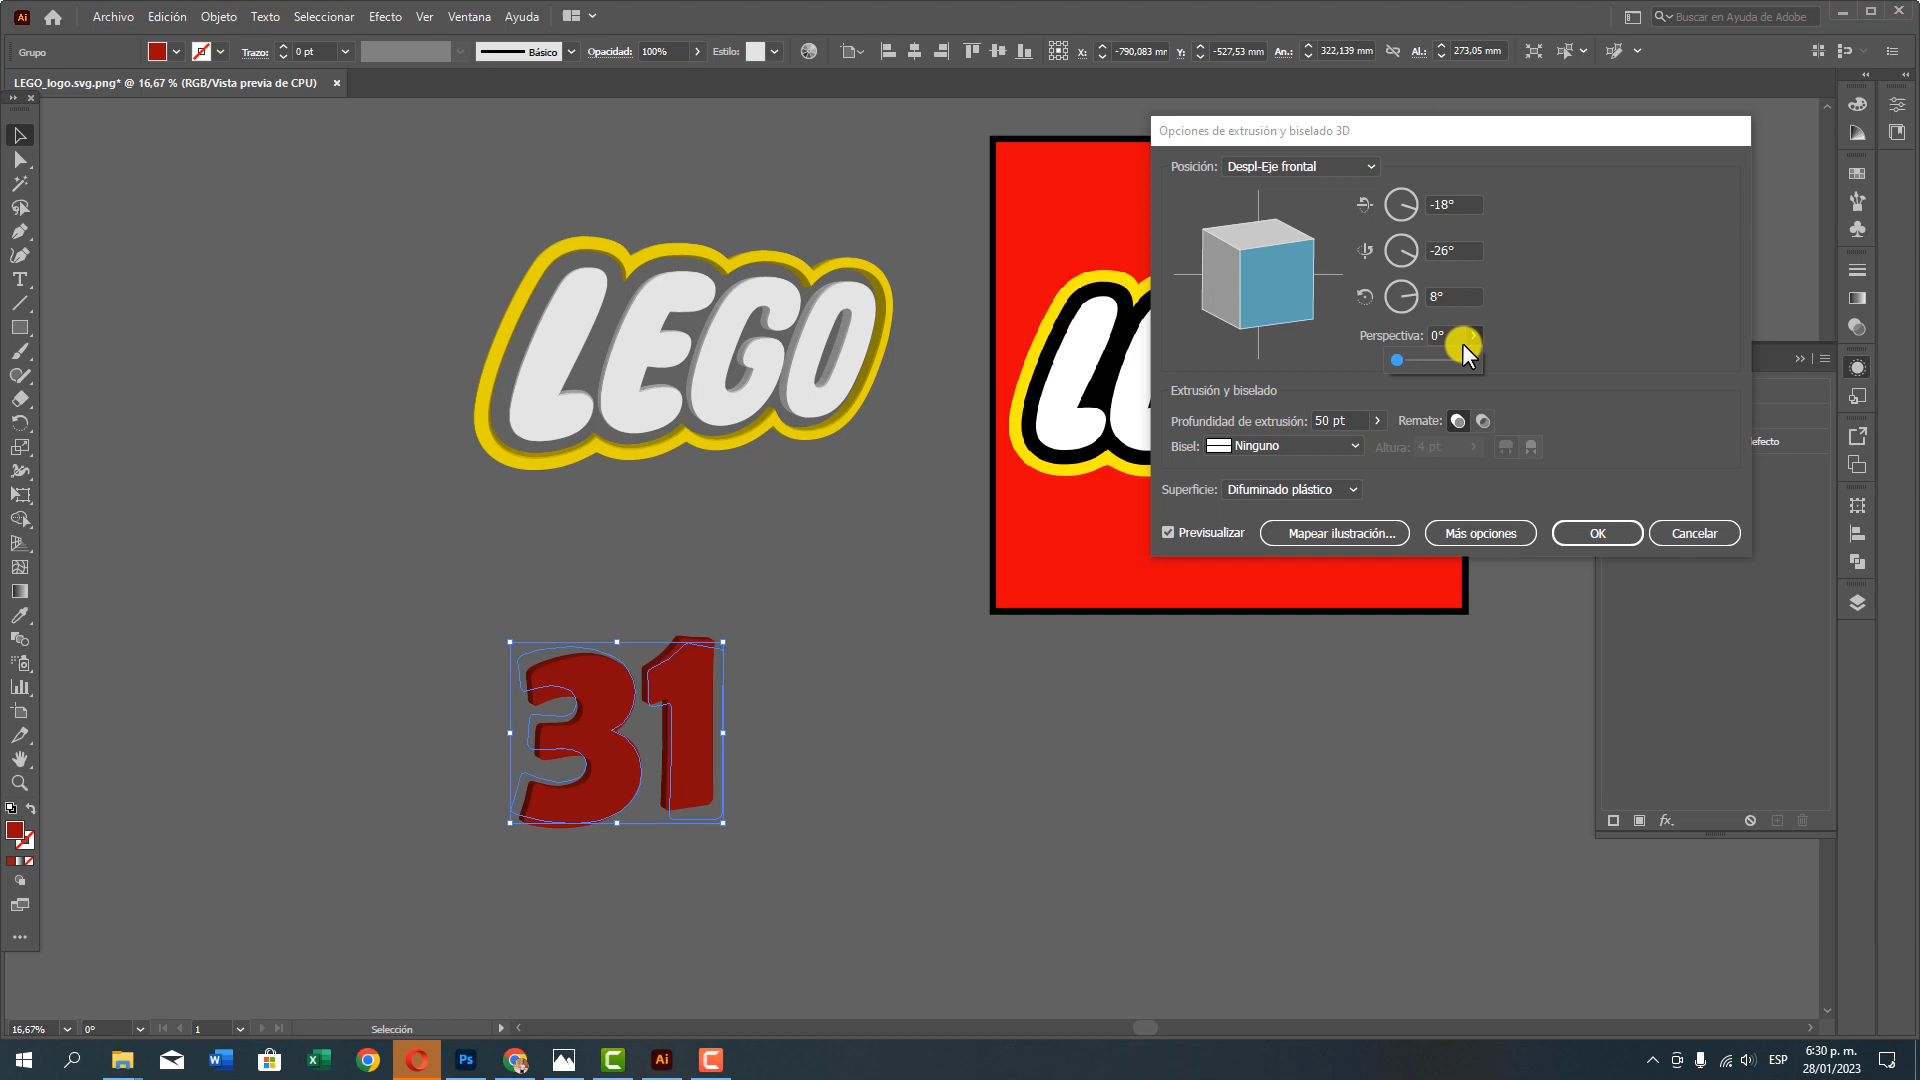 Ai
Archivo Edición Objeto Texto Seleccionar Efecto Ver Ventana Ayuda
Buscar en Ayuda de Adobe
Grupo
Trazo: 0 pt
Básico
Opacidad: 100%
Estilo:
X: -790,083 mm
Y: -527,53 mm
An.: 322,139 mm
Al.: 273,05 mm
LEGO_logo.svg.png* @ 16,67 % (RGB/Vista previa de CPU)
Opciones de extrusión y biselado 3D
Posición: Despl-Eje frontal
-18°
-26°
8°
Perspectiva: 0°
Extrusión y biselado
Profundidad de extrusión: 50 pt
Remate:
Bisel: Ninguno
Altura: 4 pt
Superficie: Difuminado plástico
Previsualizar
Mapear ilustración...
Más opciones
OK
Cancelar
efecto
LEGO
L
31
fx.
16,67%
0°
1
Selección
Ps
Ai
ESP
6:30 p. m.
28/01/2023